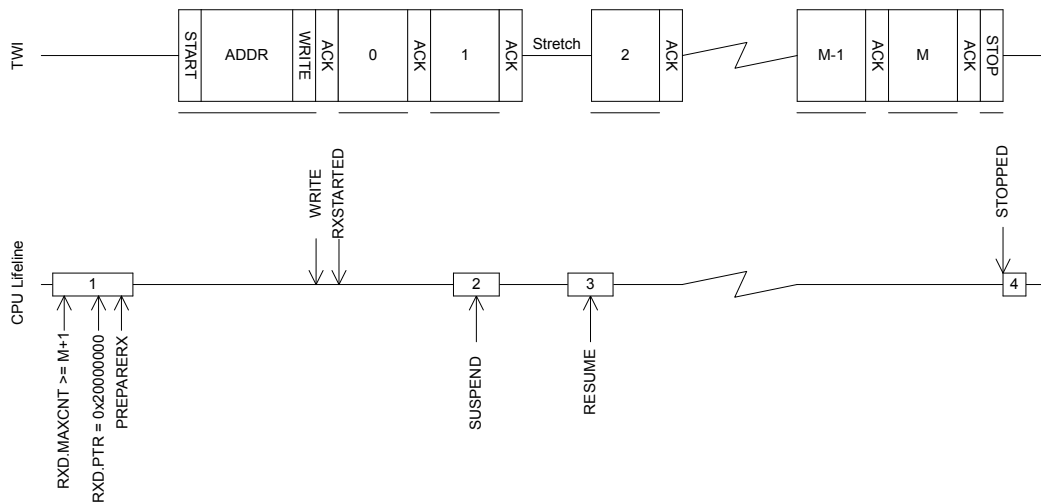 TWI
START
ADDR
WRITE
ACK
0
ACK
1
ACK
Stretch
2
ACK
M-1
ACK
M
ACK
STOP
WRITE
RXSTARTED
STOPPED
CPU Lifeline
1
2
3
4
RXD.MAXCNT >= M+1
RXD.PTR = 0x20000000
PREPARERX
SUSPEND
RESUME